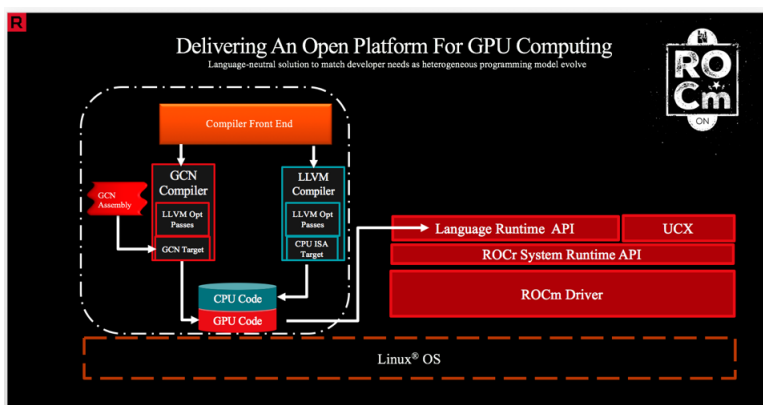 R
Delivering An Open Platform For GPU Computing
Language-neutral solution to match developer needs as heterogeneous programming model evolve
RO
Cm
ON
Compiler Front End
GCN
Compiler
LLVM Opt
Passes
GCN Target
GCN
Assembly
LLVM
Compiler
LLVM Opt
Passes
CPU ISA
Target
CPU Code
GPU Code
Language Runtime API
UCX
ROCr System Runtime API
ROCm Driver
Linux® OS